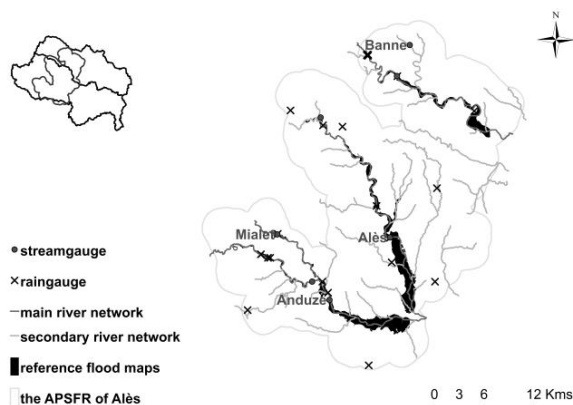 N
Banne
Mialet
Alès
Anduze
streamgauge
raingauge
main river network
secondary river network
reference flood maps
the APSFR of Alès
0 3 6 12 Kms